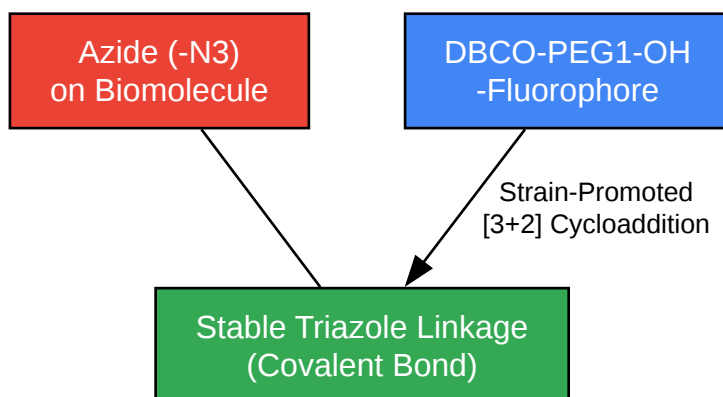 Azide (-N3)
on Biomolecule
DBCO-PEG1-OH
-Fluorophore
Strain-Promoted
[3+2] Cycloaddition
Stable Triazole Linkage
(Covalent Bond)